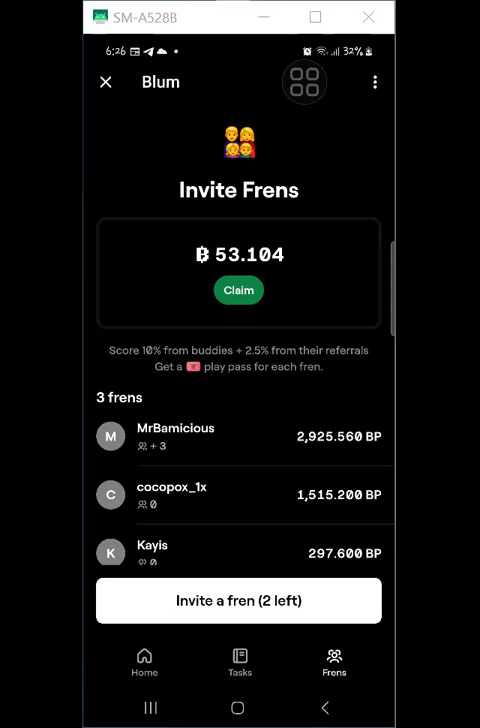 SM-A528B
6:26
32%
Blum
Invite Frens
53.104
Claim
Score 10% from buddies + 2.5% from their referrals
Get a play pass for each fren.
3 frens
M
MrBamicious
2,925.560 BP
+ 3
C
cocopox_1x
1,515.200 BP
0
K
Kayis
297.600 BP
0
Invite a fren (2 left)
Home
Tasks
Frens